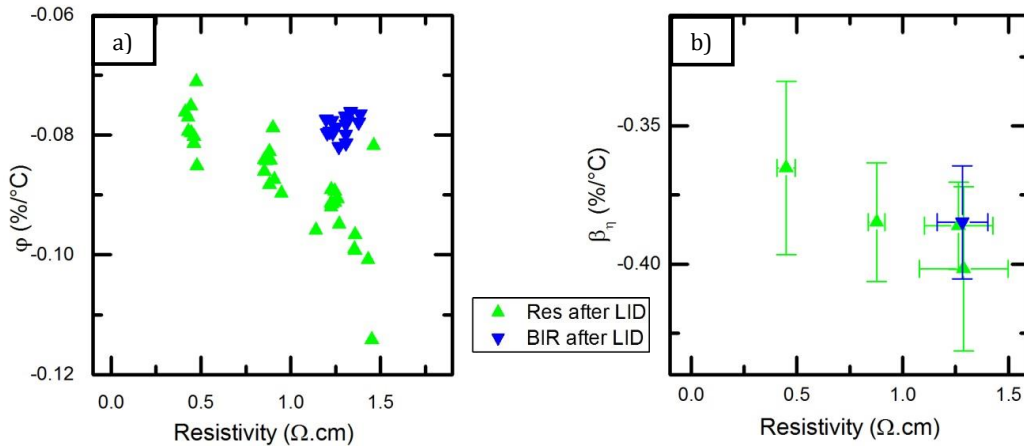 a)
-0.06
-0.08
-0.10
-0.12
φ (%/°C)
0.0 0.5 1.0 1.5
Resistivity (Ω.cm)
Res after LID
BIR after LID
b)
-0.35
-0.40
βη (%/°C)
0.0 0.5 1.0 1.5
Resistivity (Ω.cm)